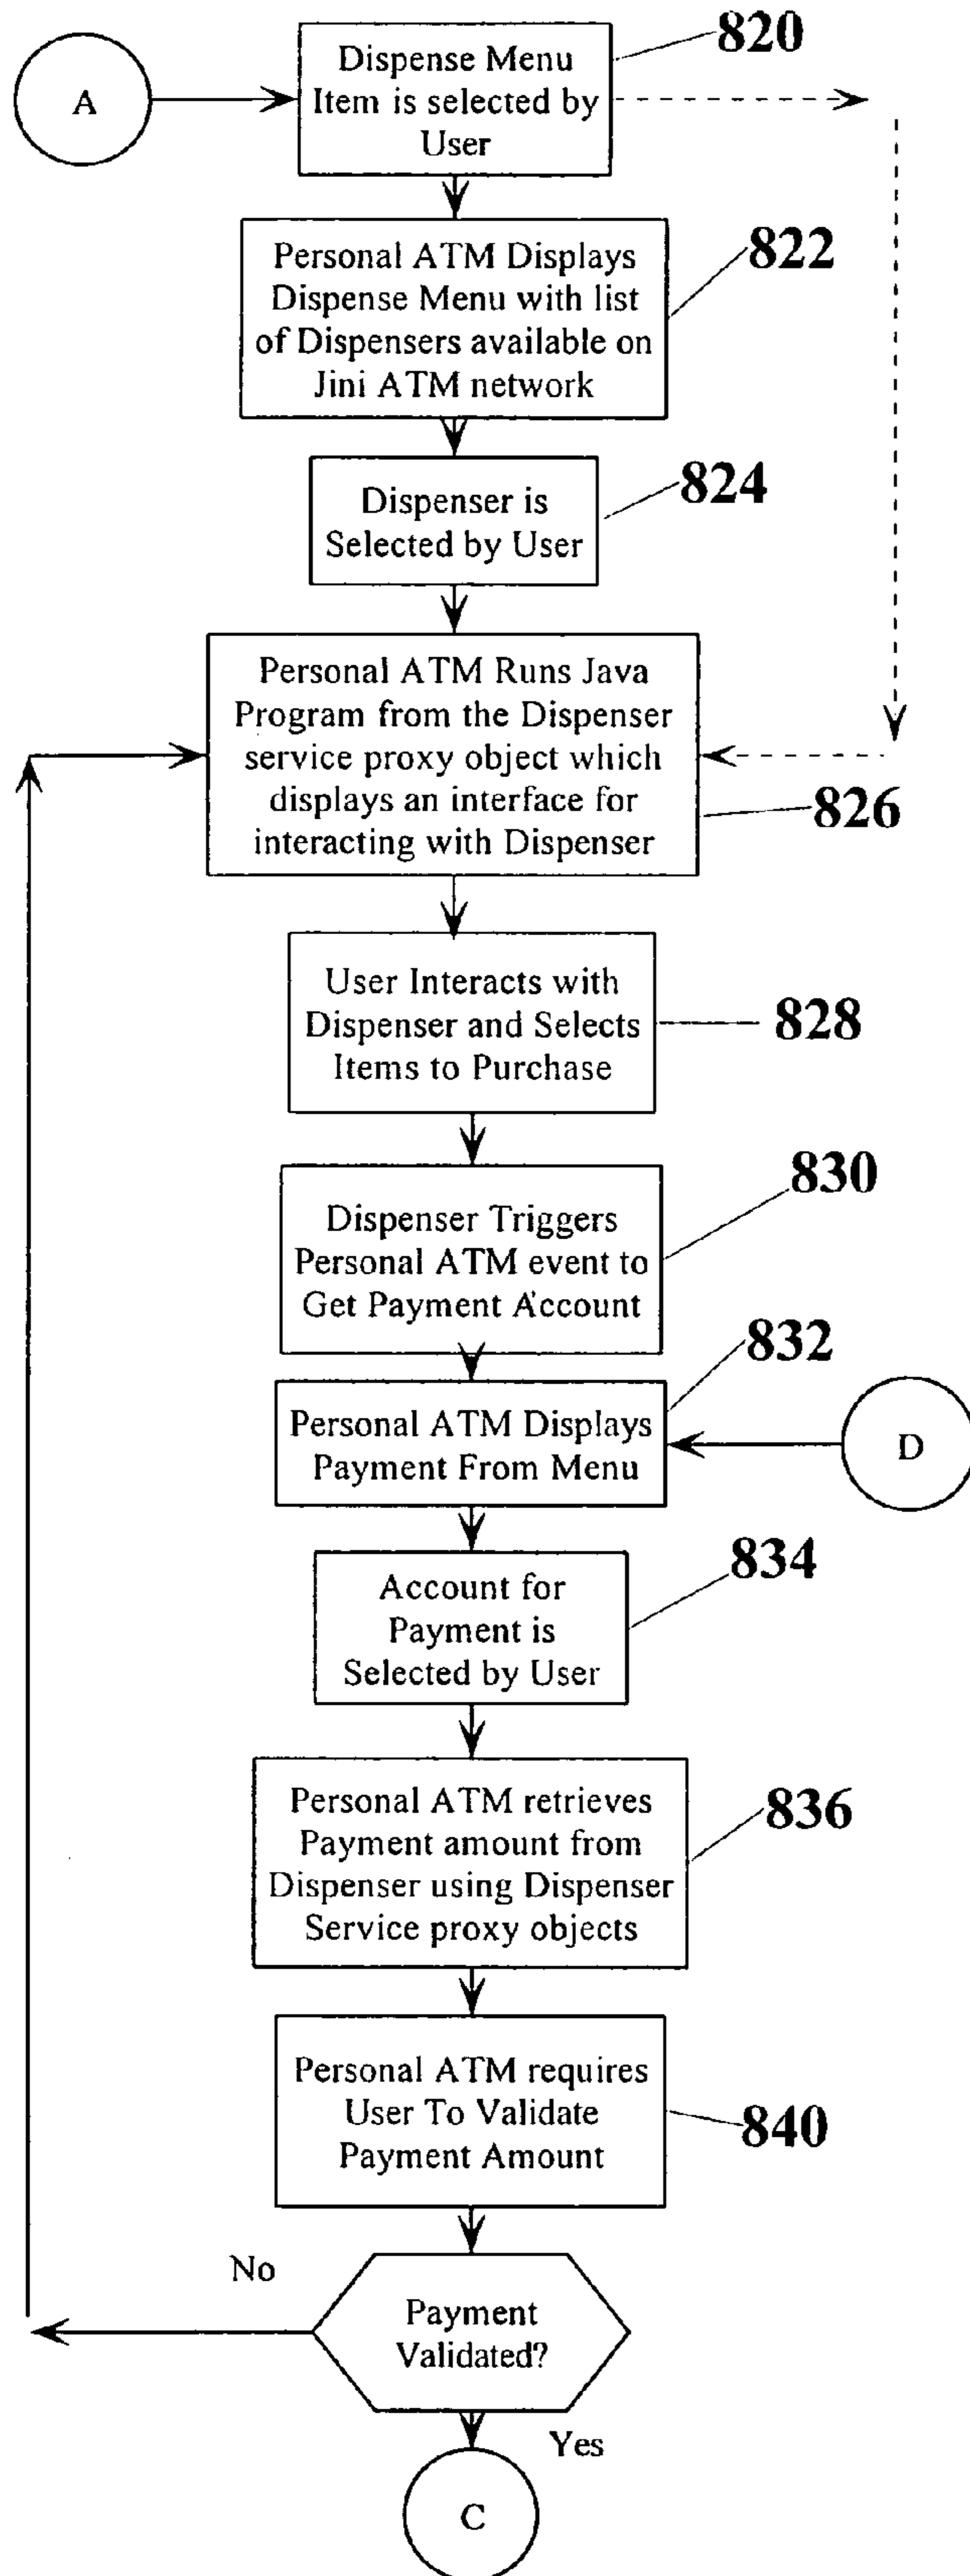 820
A
Dispense Menu
Item is selected by
User
822
Personal ATM Displays
Dispense Menu with list
of Dispensers available on
Jini ATM network
824
Dispenser is
Selected by User
Personal ATM Runs Java
Program from the Dispenser
service proxy object which
displays an interface for
interacting with Dispenser
826
User Interacts with
Dispenser and Selects
Items to Purchase
828
830
Dispenser Triggers
Personal ATM event to
Get Payment Account
832
Personal ATM Displays
Payment From Menu
D
834
Account for
Payment is
Selected by User
Personal ATM retrieves
Payment amount from
Dispenser using Dispenser
Service proxy objects
836
Personal ATM requires
User To Validate
Payment Amount
840
No
Payment
Validated?
Yes
C